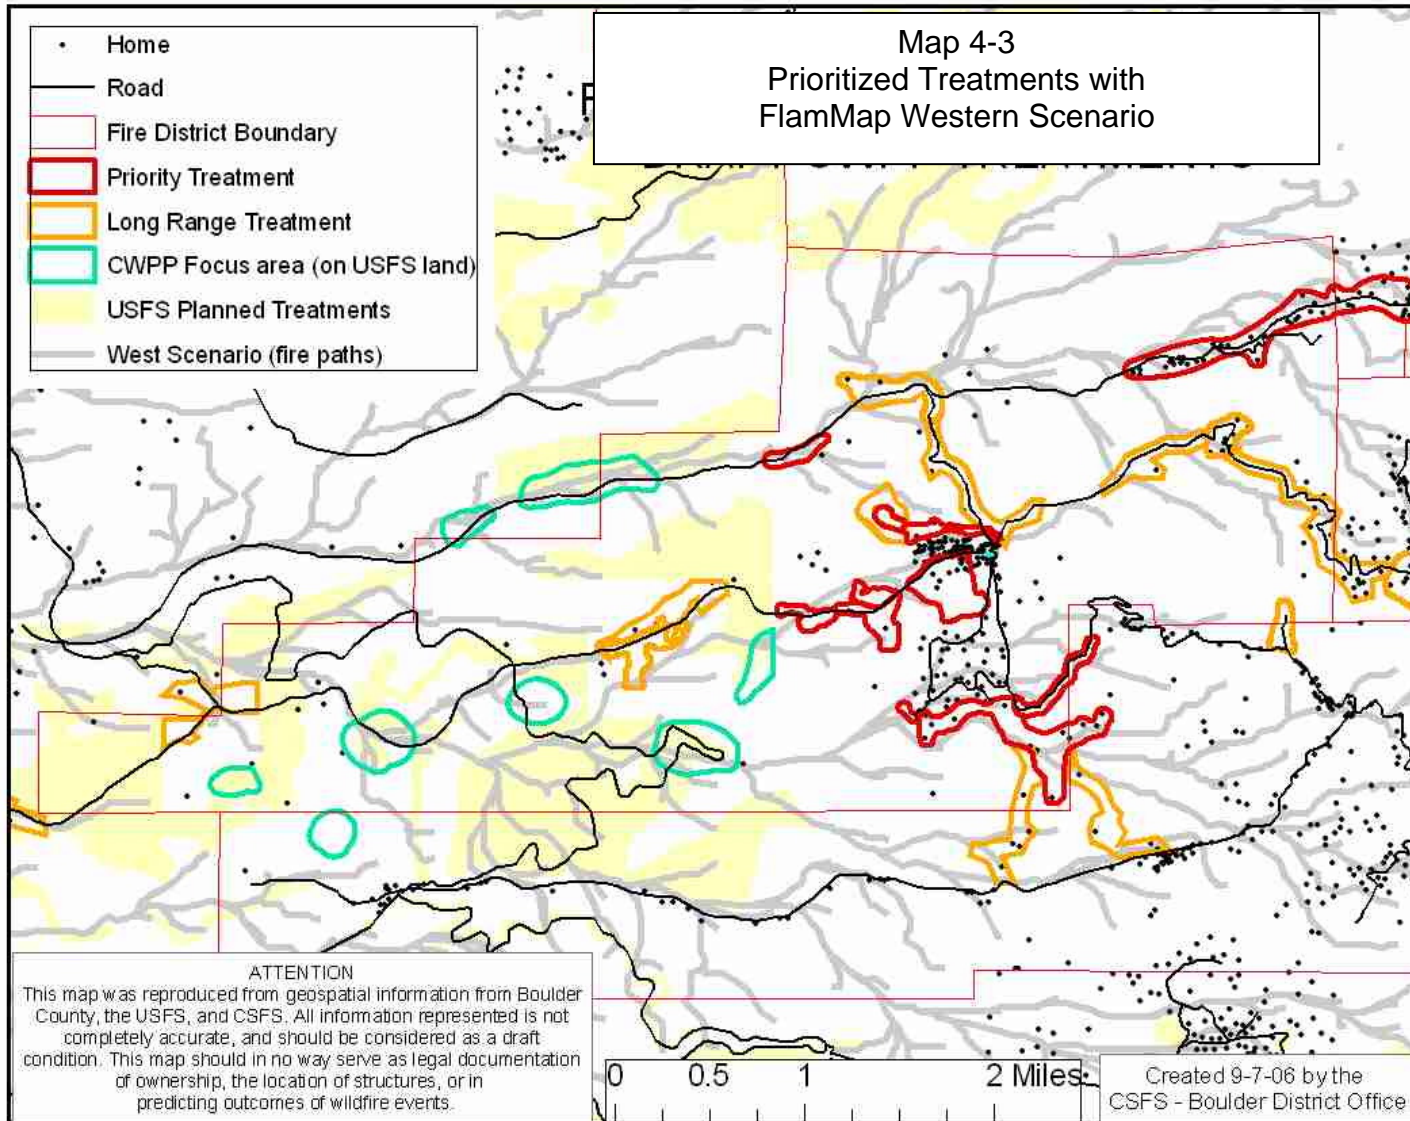 Home
Road
Fire District Boundary
Priority Treatment
Long Range Treatment
CWPP Focus area (on USFS land)
USFS Planned Treatments
West Scenario (fire paths)
Map 4-3
Prioritized Treatments with
FlamMap Western Scenario
ATTENTION
This map was reproduced from geospatial information from Boulder
County, the USFS, and CSFS. All information represented is not
completely accurate, and should be considered as a draft
condition. This map should in no way serve as legal documentation
of ownership, the location of structures, or in
predicting outcomes of wildfire events.
0 0.5 1 2 Miles
Created 9-7-06 by the
CSFS - Boulder District Office